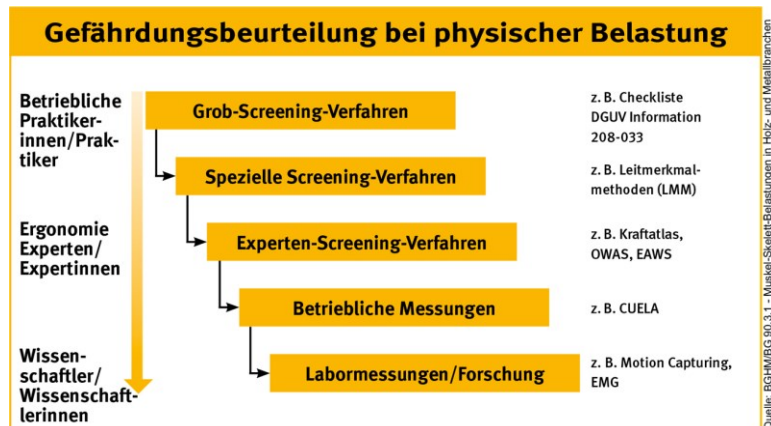 Gefährdungsbeurteilung bei physischer Belastung
Betriebliche
Praktiker-
innen/Prak-
tiker
Grob-Screening-Verfahren
z. B. Checkliste
DGUV Information
208-033
Spezielle Screening-Verfahren
z. B. Leitmerkmal-
methoden (LMM)
Ergonomie
Experten/
Expertinnen
Experten-Screening-Verfahren
z. B. Kraftatlas,
OWAS, EAWS
Betriebliche Messungen
z. B. CUELA
Wissen-
schaftler/
Wissenschaft-
lerinnen
Labormessungen/Forschung
z. B. Motion Capturing,
EMG
Quelle: BGHM/BG 90.3.1 - Muskel-Skelett-Belastungen in Holz- und Metallbranchen